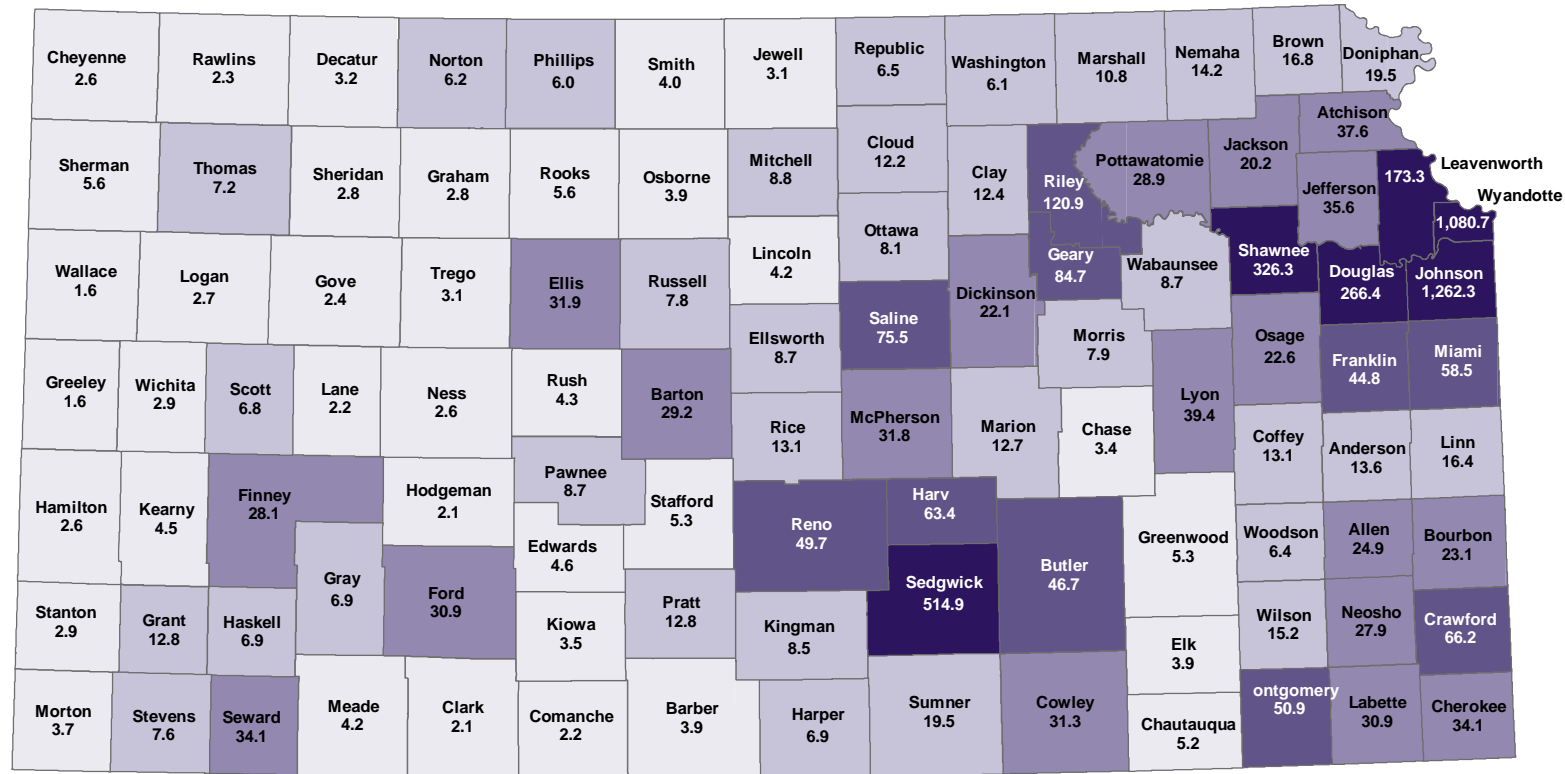 Cheyenne
2.6
Rawlins
2.3
Decatur
3.2
Norton
6.2
Phillips
6.0
Smith
4.0
Jewell
3.1
Republic
6.5
Washington
6.1
Marshall
10.8
Nemaha
14.2
Brown
16.8
Doniphan
19.5
Atchison
37.6
Sherman
5.6
Thomas
7.2
Sheridan
2.8
Graham
2.8
Rooks
5.6
Osborne
3.9
Mitchell
8.8
Cloud
12.2
Clay
12.4
Riley
120.9
Pottawatomie
28.9
Jackson
20.2
Jefferson
35.6
173.3
Leavenworth
Wyandotte
1,080.7
Wallace
1.6
Logan
2.7
Gove
2.4
Trego
3.1
Ellis
31.9
Russell
7.8
Lincoln
4.2
Ottawa
8.1
Saline
75.5
Dickinson
22.1
Geary
84.7
Wabaunsee
8.7
Shawnee
326.3
Douglas
266.4
Johnson
1,262.3
Greeley
1.6
Wichita
2.9
Scott
6.8
Lane
2.2
Ness
2.6
Rush
4.3
Barton
29.2
Ellsworth
8.7
Rice
13.1
McPherson
31.8
Marion
12.7
Morris
7.9
Chase
3.4
Lyon
39.4
Osage
22.6
Franklin
44.8
Miami
58.5
Coffey
13.1
Anderson
13.6
Linn
16.4
Hamilton
2.6
Kearny
4.5
Finney
28.1
Gray
6.9
Hodgeman
2.1
Pawnee
8.7
Edwards
4.6
Stafford
5.3
Reno
49.7
Harv
63.4
Sedgwick
514.9
Butler
46.7
Greenwood
5.3
Woodson
6.4
Allen
24.9
Bourbon
23.1
Stanton
2.9
Grant
12.8
Haskell
6.9
Ford
30.9
Kiowa
3.5
Pratt
12.8
Kingman
8.5
Elk
3.9
Wilson
15.2
Neosho
27.9
Crawford
66.2
Morton
3.7
Stevens
7.6
Seward
34.1
Meade
4.2
Clark
2.1
Comanche
2.2
Barber
3.9
Harper
6.9
Sumner
19.5
Cowley
31.3
Chautauqua
5.2
ontgomery
50.9
Labette
30.9
Cherokee
34.1